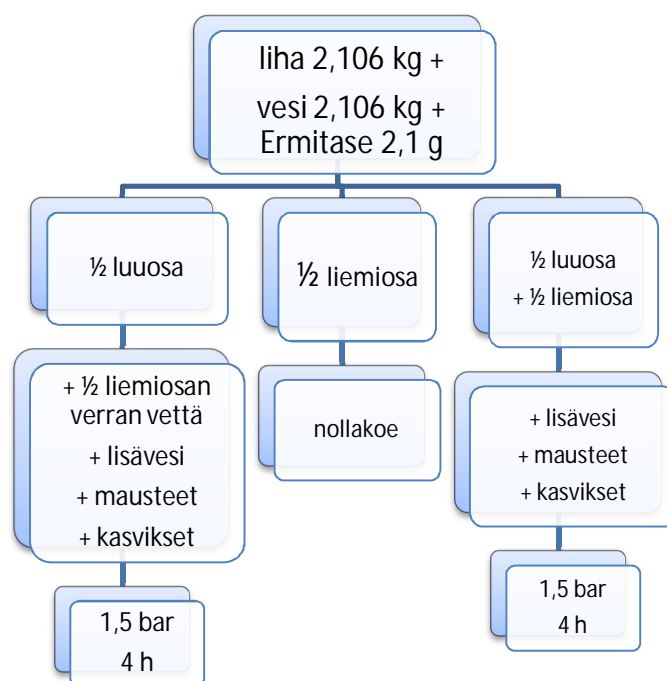 liha 2,106 kg +
vesi 2,106 kg +
Ermitase 2,1 g
½ luuosa
½ liemiosa
½ luuosa
+ ½ liemiosa
+ ½ liemiosan
verran vettä
+ lisävesi
+ mausteet
+ kasvikset
nollakoe
+ lisävesi
+ mausteet
+ kasvikset
1,5 bar
4 h
1,5 bar
4 h